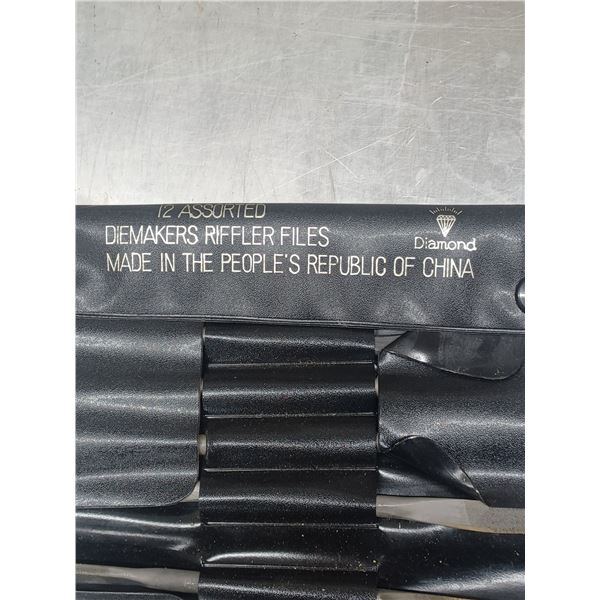 12 ASSORTED
DIEMAKERS RIFFLER FILES
MADE IN THE PEOPLE'S REPUBLIC OF CHINA
Diamond